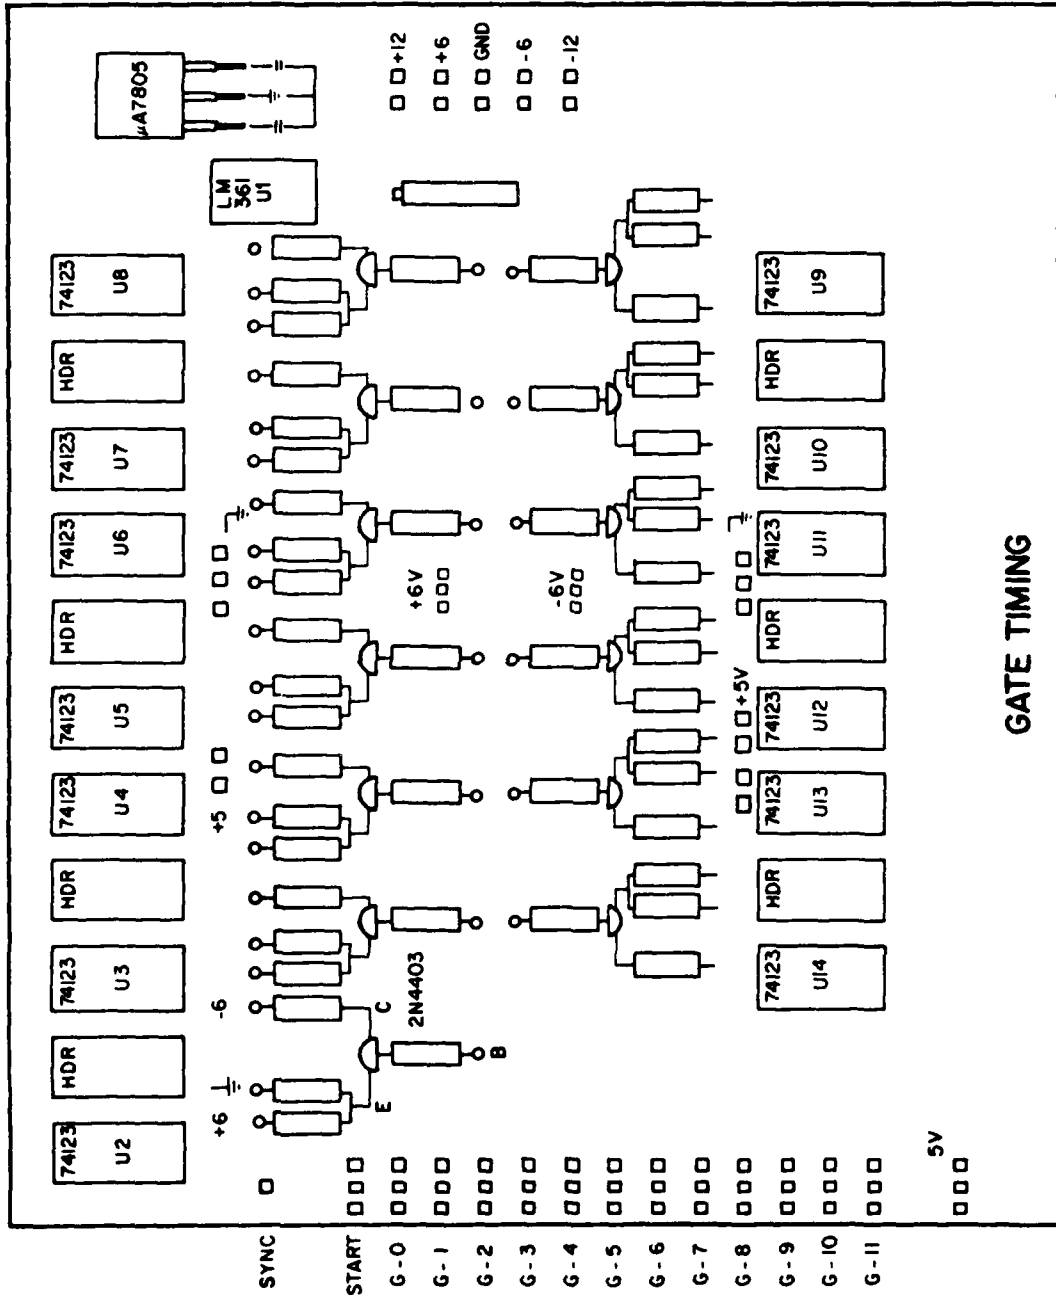 µA7805
+12
+6
GND
-6
-12
LM
361
U1
74123
U8
HDR
74123
U7
74123
U6
HDR
74123
U5
74123
U4
HDR
74123
U3
HDR
74123
U2
+5
-6
+6
C
E
B
2N4403
+6V
-6V
74123
U9
HDR
74123
U10
74123
U11
HDR
+5V
74123
U12
74123
U13
HDR
74123
U14
SYNC
START
G-0
G-1
G-2
G-3
G-4
G-5
G-6
G-7
G-8
G-9
G-10
G-11
5V
GATE TIMING